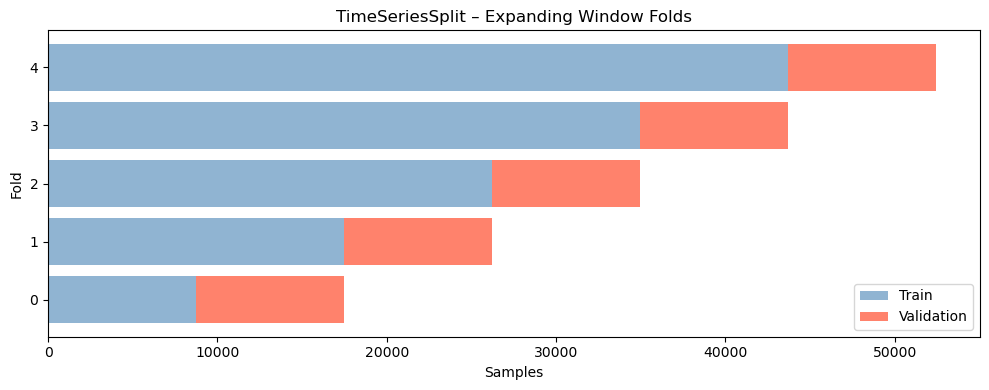 TimeSeriesSplit – Expanding Window Folds
Fold
4
3
2
1
0
Train
Validation
0 10000 20000 30000 40000 50000
Samples